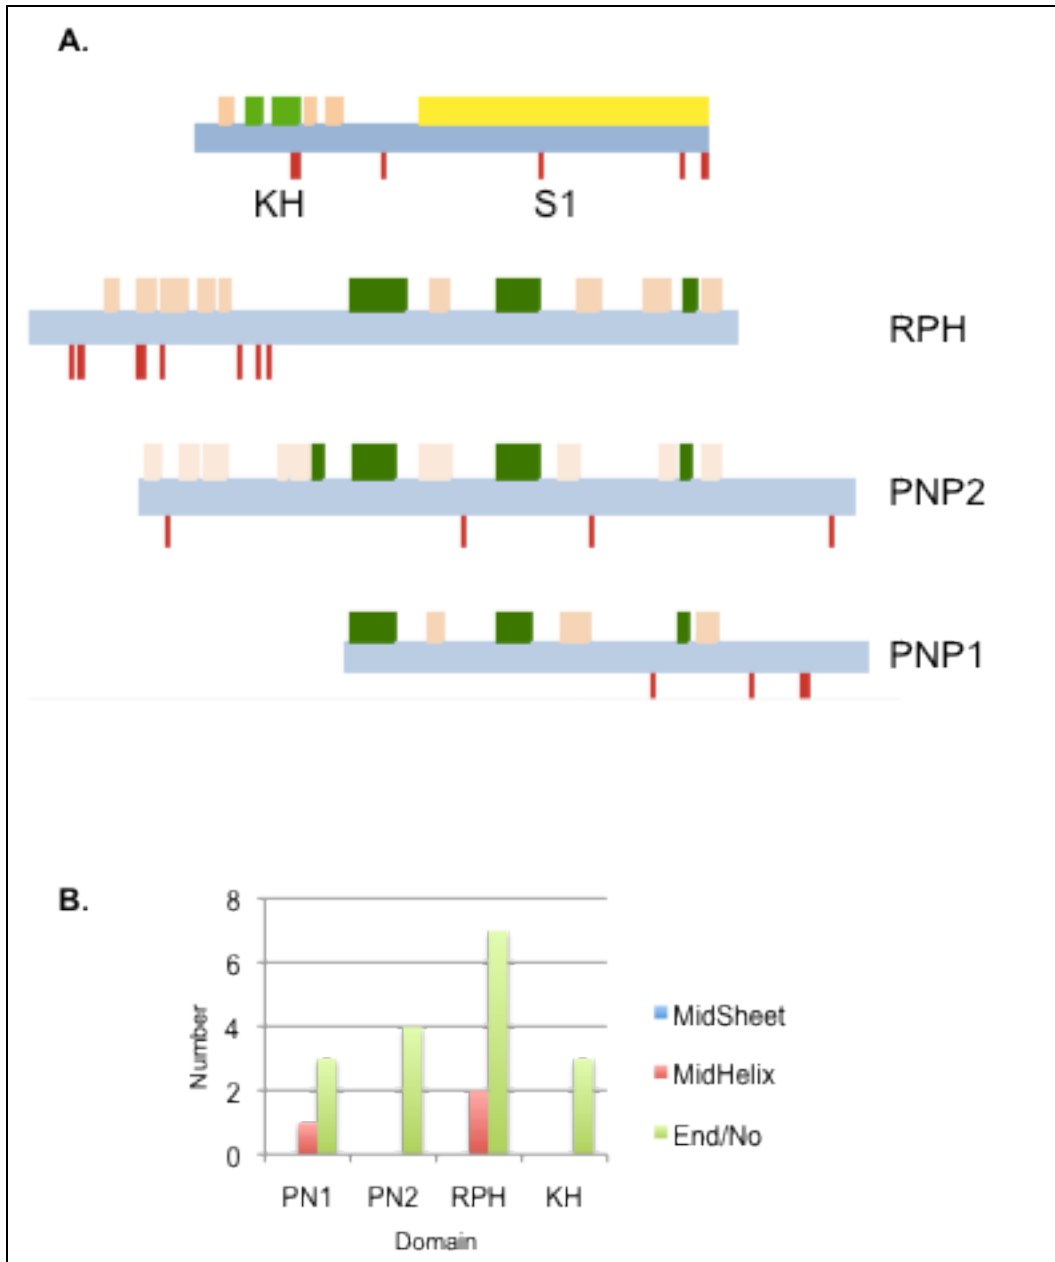 A.
KH S1
RPH
PNP2
PNP1
B.
8
6
4
2
0
Number
PN1 PN2 RPH KH
Domain
MidSheet
MidHelix
End/No